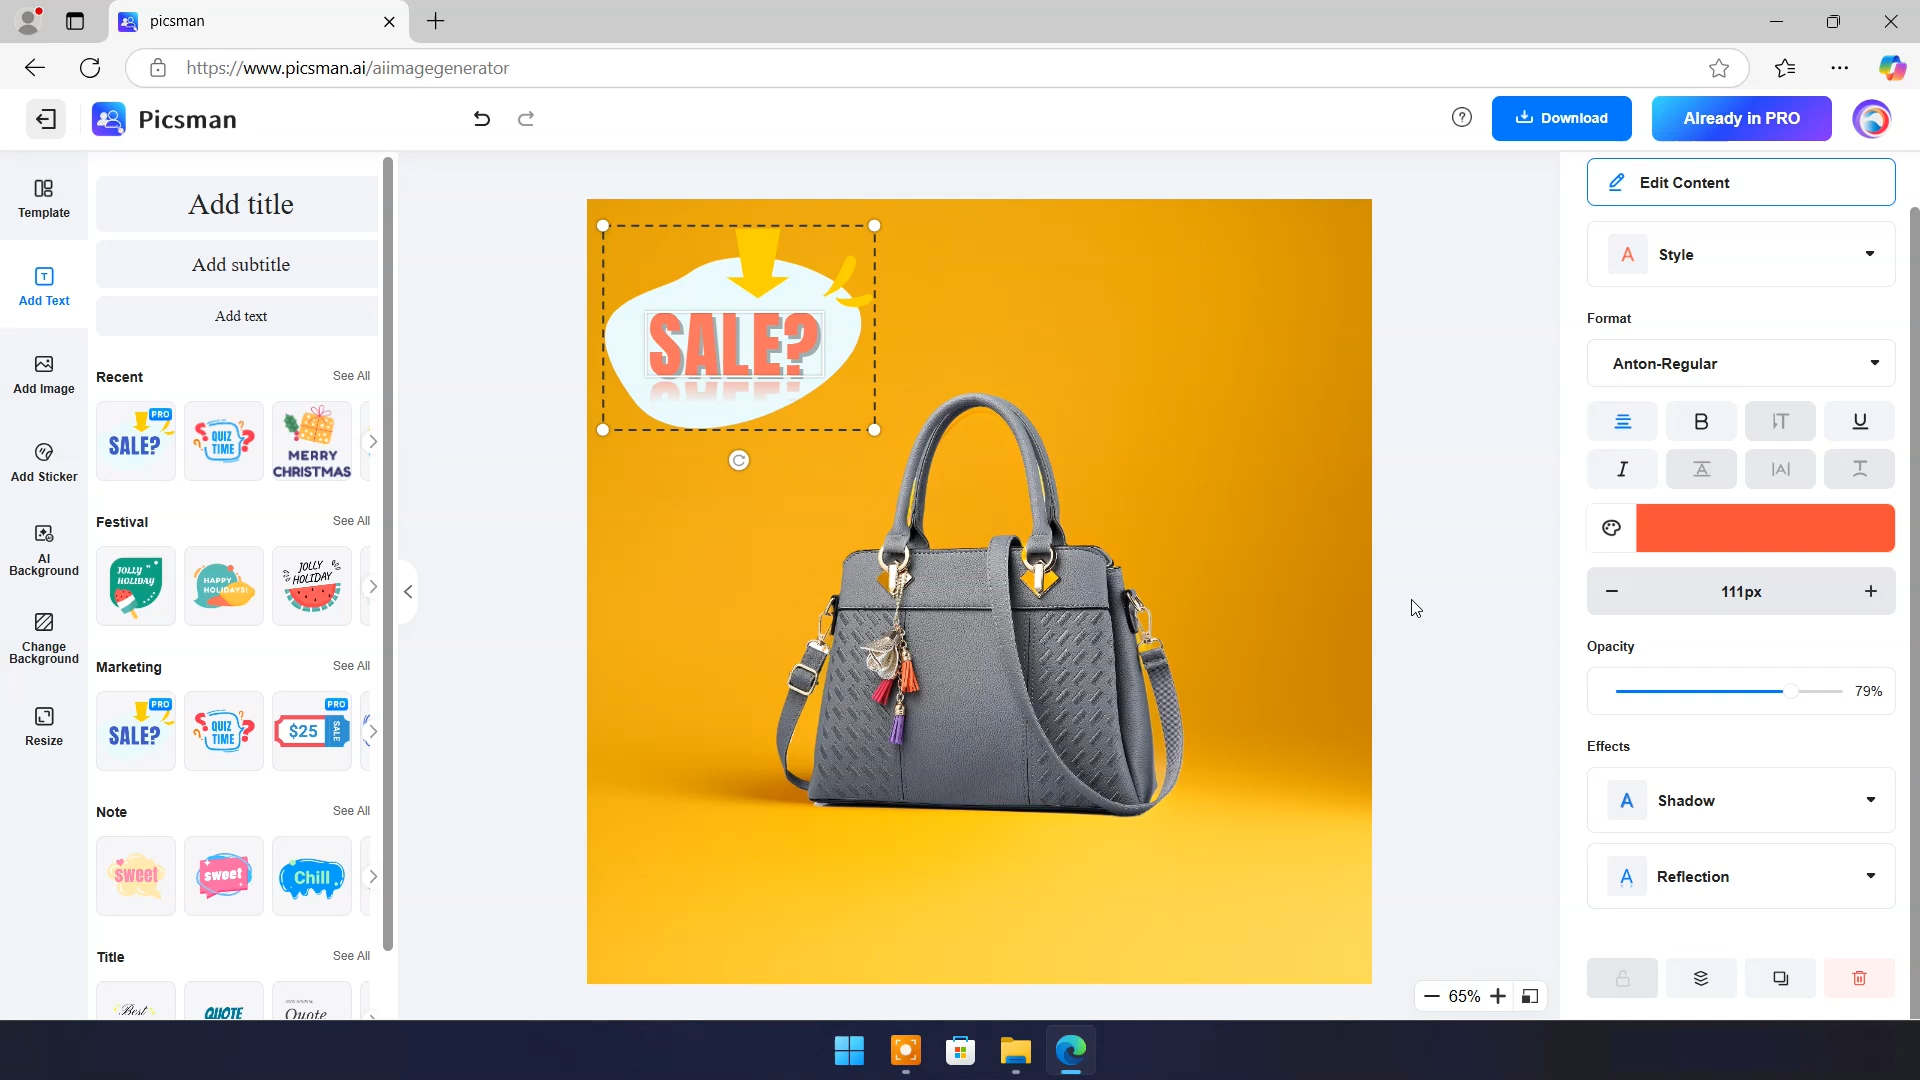 picsman
https://www.picsman.ai/aiimagegenerator
Picsman
Download
Already in PRO
Template
Add Text
Add Image
Add Sticker
AI
Background
Change
Background
Resize
Add title
Add subtitle
Add text
Recent
See All
PRO
SALE?
QUIZ
TIME
MERRY
CHRISTMAS
Festival
See All
JOLLY
HOLIDAY
HAPPY
HOLIDAYS!
JOLLY
HOLIDAY
Marketing
See All
PRO
SALE?
QUIZ
TIME
PRO
$25
SALE
Note
See All
sweet
sweet
Chill
Title
See All
Best
QUOTE
Quote
SALE?
65%
Edit Content
A
Style
Format
Anton-Regular
B
U
I
111px
Opacity
79%
Effects
A
Shadow
A
Reflection